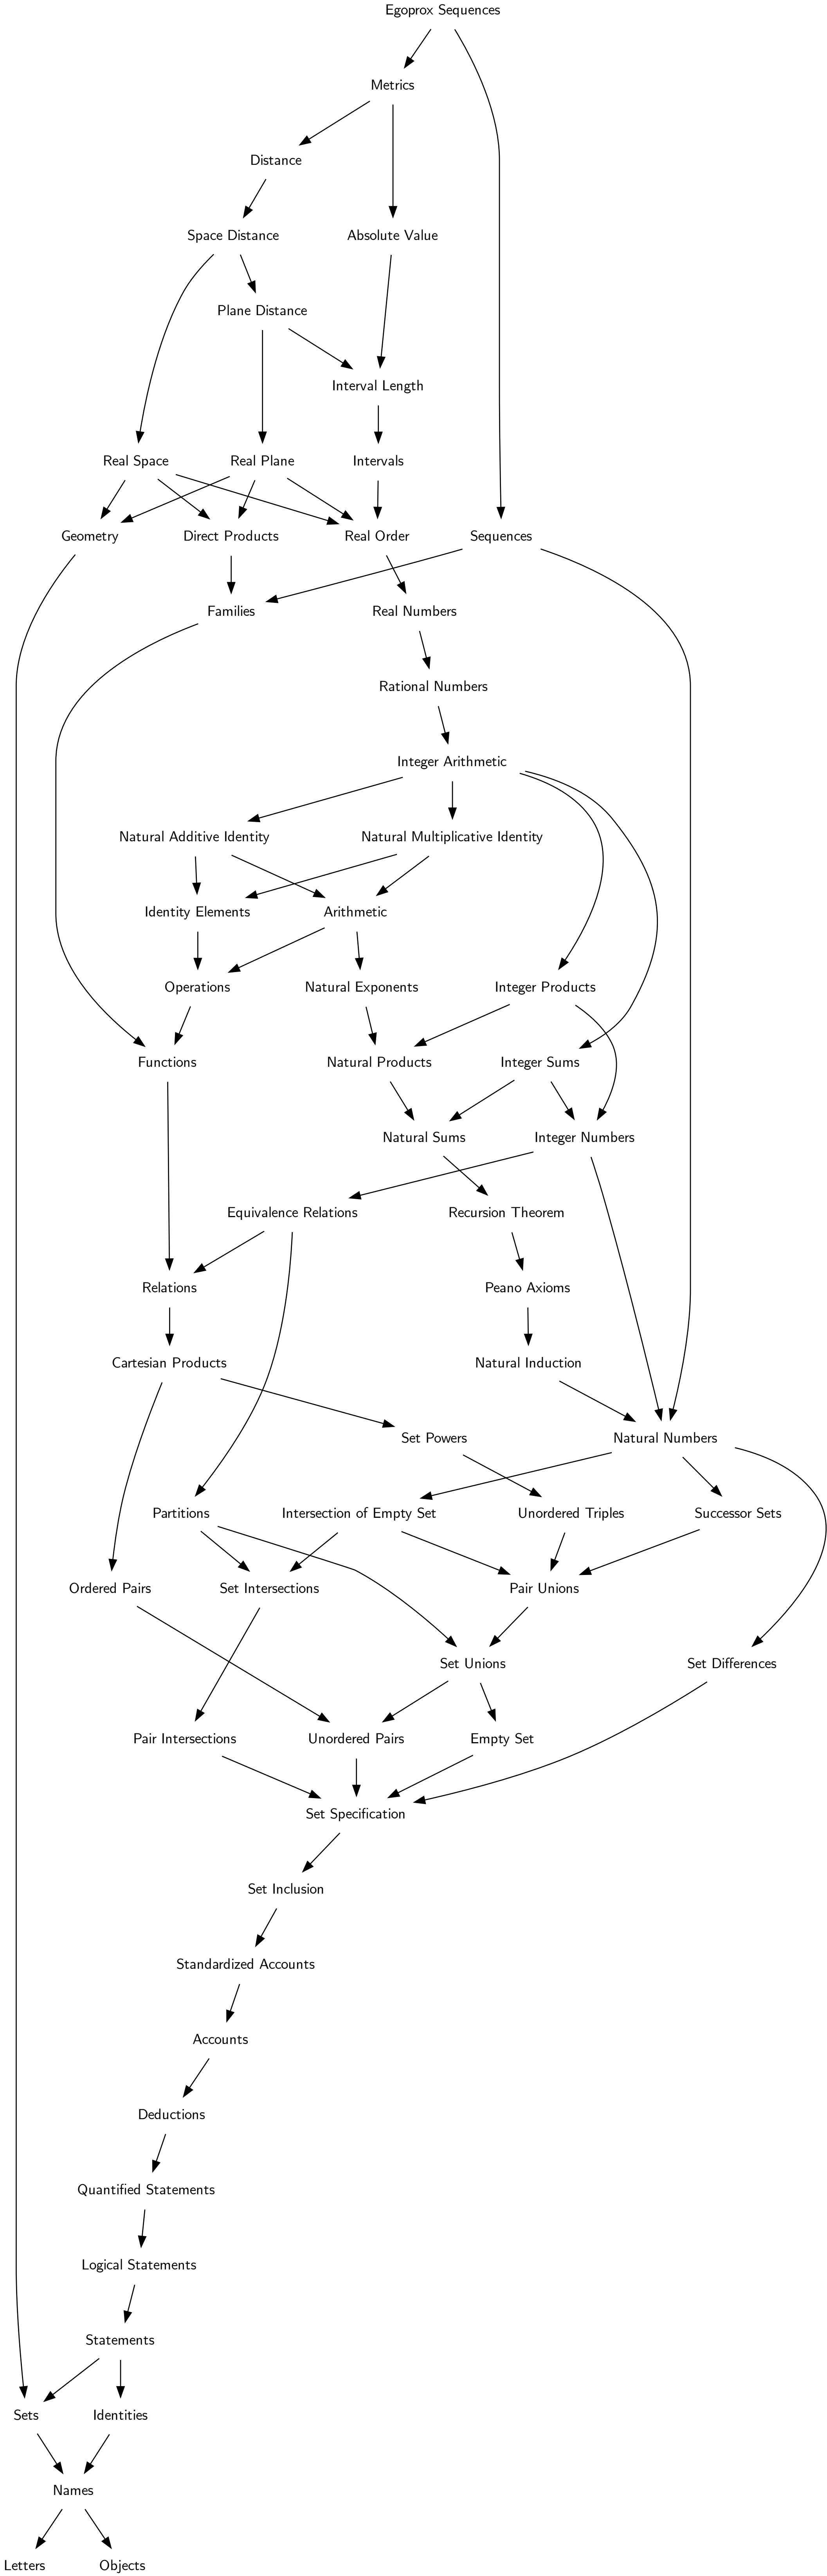 Egoprox Sequences
Metrics
Distance
Space Distance
Absolute Value
Plane Distance
Interval Length
Real Space
Real Plane
Intervals
Geometry
Direct Products
Real Order
Sequences
Families
Real Numbers
Rational Numbers
Integer Arithmetic
Natural Additive Identity
Natural Multiplicative Identity
Identity Elements
Arithmetic
Operations
Natural Exponents
Integer Products
Functions
Natural Products
Integer Sums
Natural Sums
Integer Numbers
Equivalence Relations
Recursion Theorem
Relations
Peano Axioms
Cartesian Products
Natural Induction
Set Powers
Natural Numbers
Partitions
Intersection of Empty Set
Unordered Triples
Successor Sets
Ordered Pairs
Set Intersections
Pair Unions
Set Unions
Set Differences
Pair Intersections
Unordered Pairs
Empty Set
Set Specification
Set Inclusion
Standardized Accounts
Accounts
Deductions
Quantified Statements
Logical Statements
Statements
Sets
Identities
Names
Letters
Objects